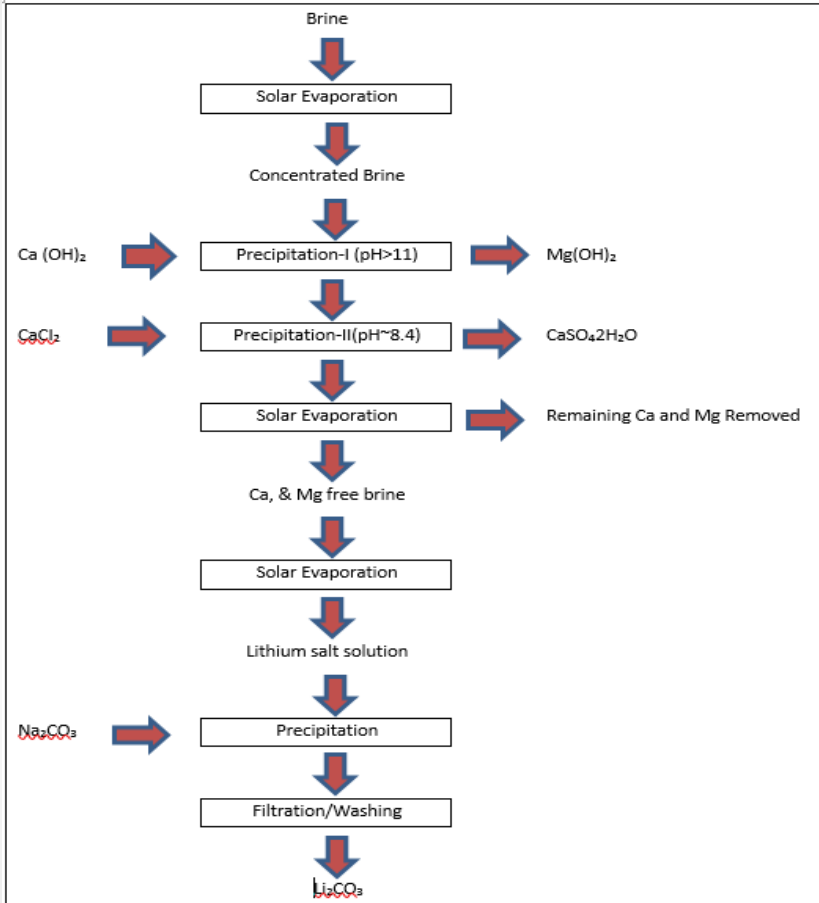 Brine
Solar Evaporation
Concentrated Brine
Ca (OH)₂
Precipitation-I (pH>11)
Mg(OH)₂
CaCl₂
Precipitation-II(pH~8.4)
CaSO₄2H₂O
Solar Evaporation
Remaining Ca and Mg Removed
Ca, & Mg free brine
Solar Evaporation
Lithium salt solution
Na₂CO₃
Precipitation
Filtration/Washing
Li₂CO₃